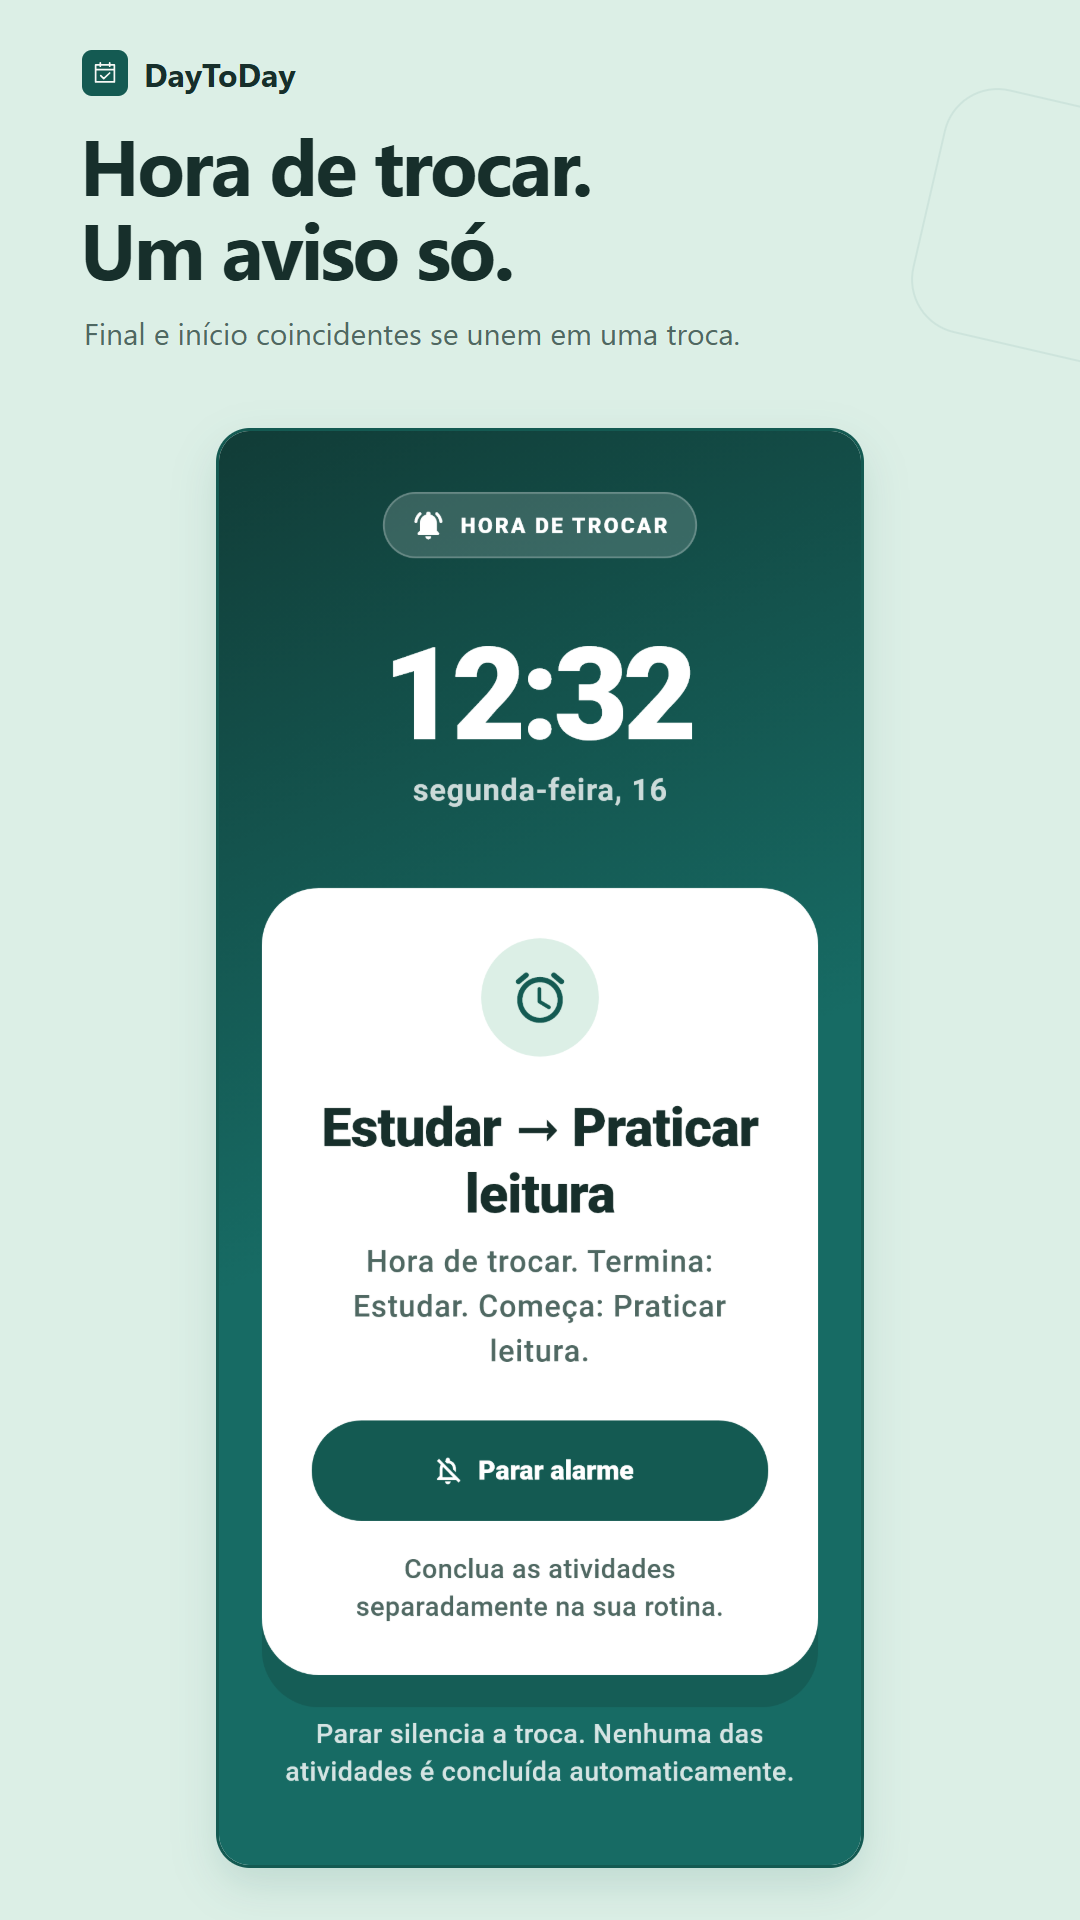 DayToDay
Hora de trocar.
Um aviso só.
Final e início coincidentes se unem em uma troca.
HORA DE TROCAR
12:32
segunda-feira, 16
Estudar → Praticar
leitura
Hora de trocar. Termina:
Estudar. Começa: Praticar
leitura.
Parar alarme
Conclua as atividades
separadamente na sua rotina.
Parar silencia a troca. Nenhuma das
atividades é concluída automaticamente.